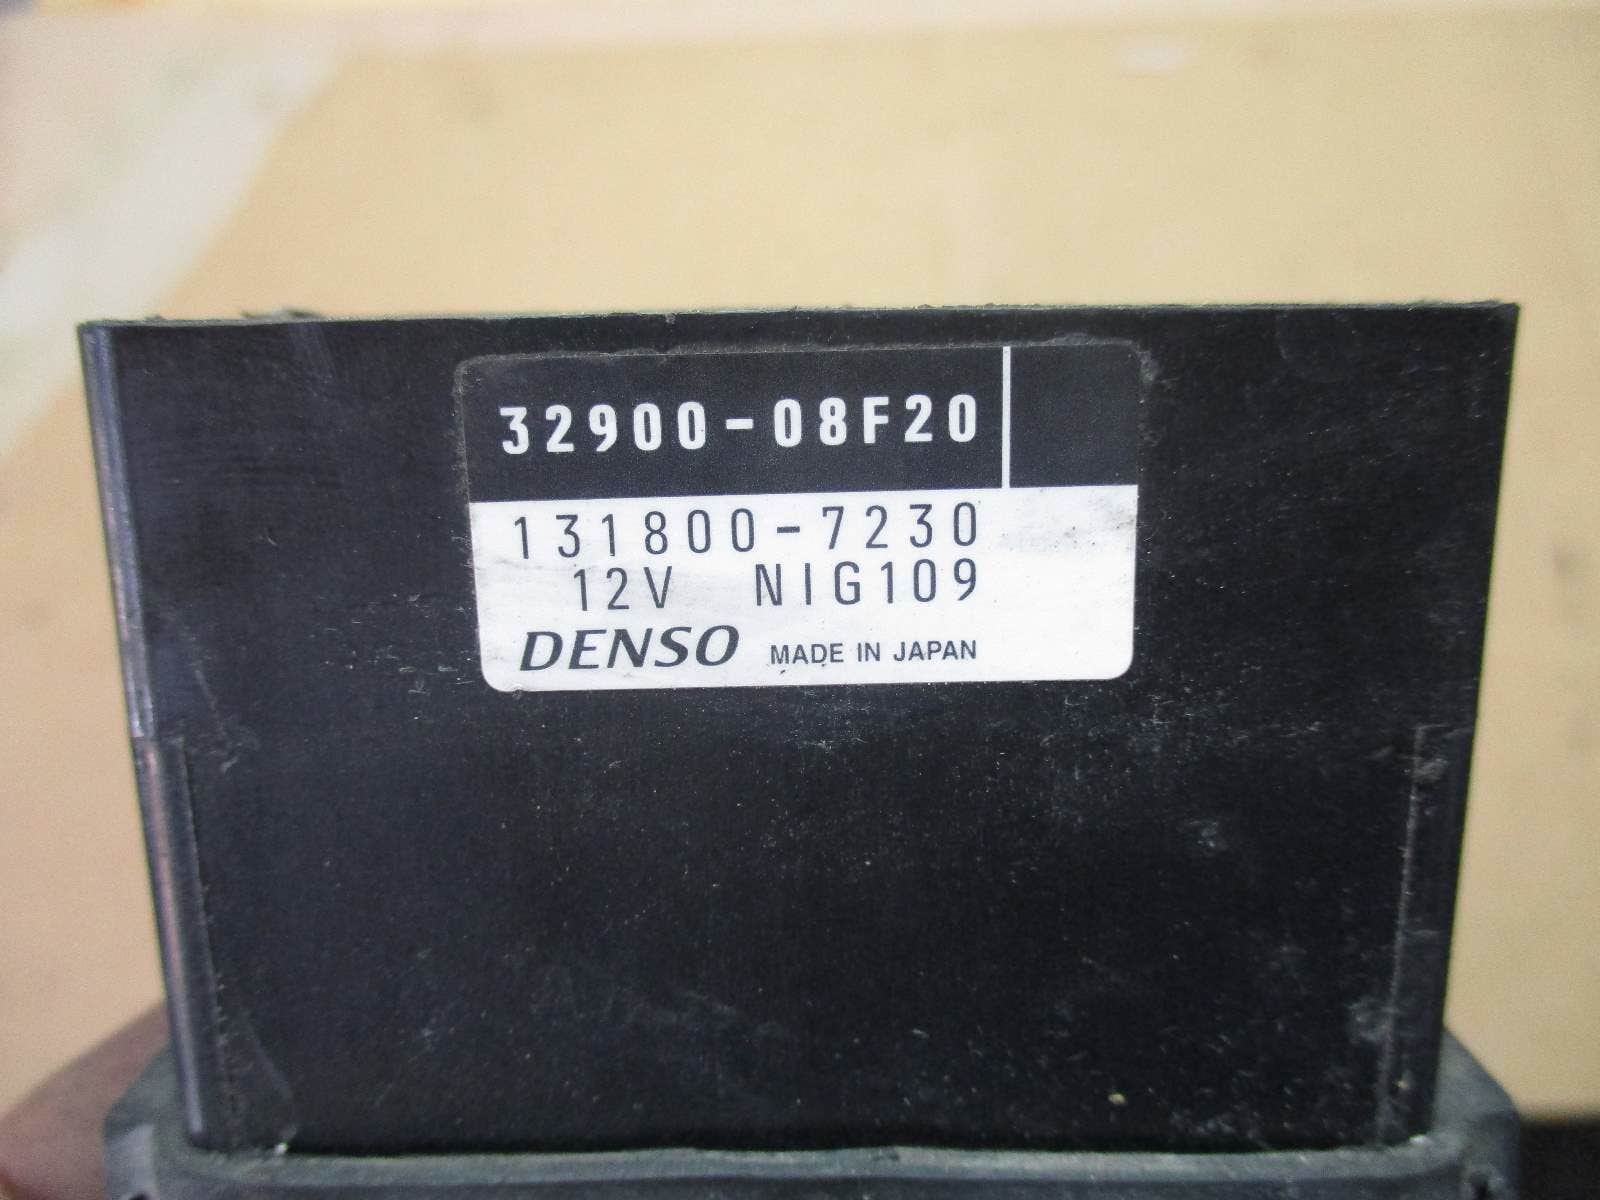 32900-08F20
131800-7230
12V NIG109
DENSO MADE IN JAPAN